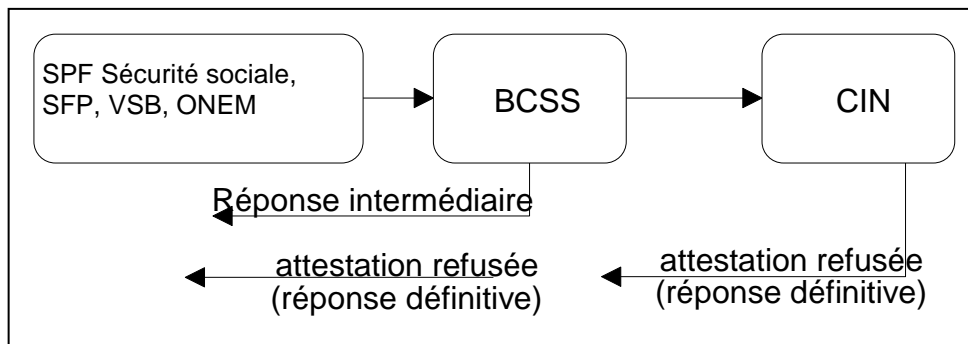 SPF Sécurité sociale,
SFP, VSB, ONEM
BCSS
CIN
Réponse intermédiaire
attestation refusée
(réponse définitive)
attestation refusée
(réponse définitive)